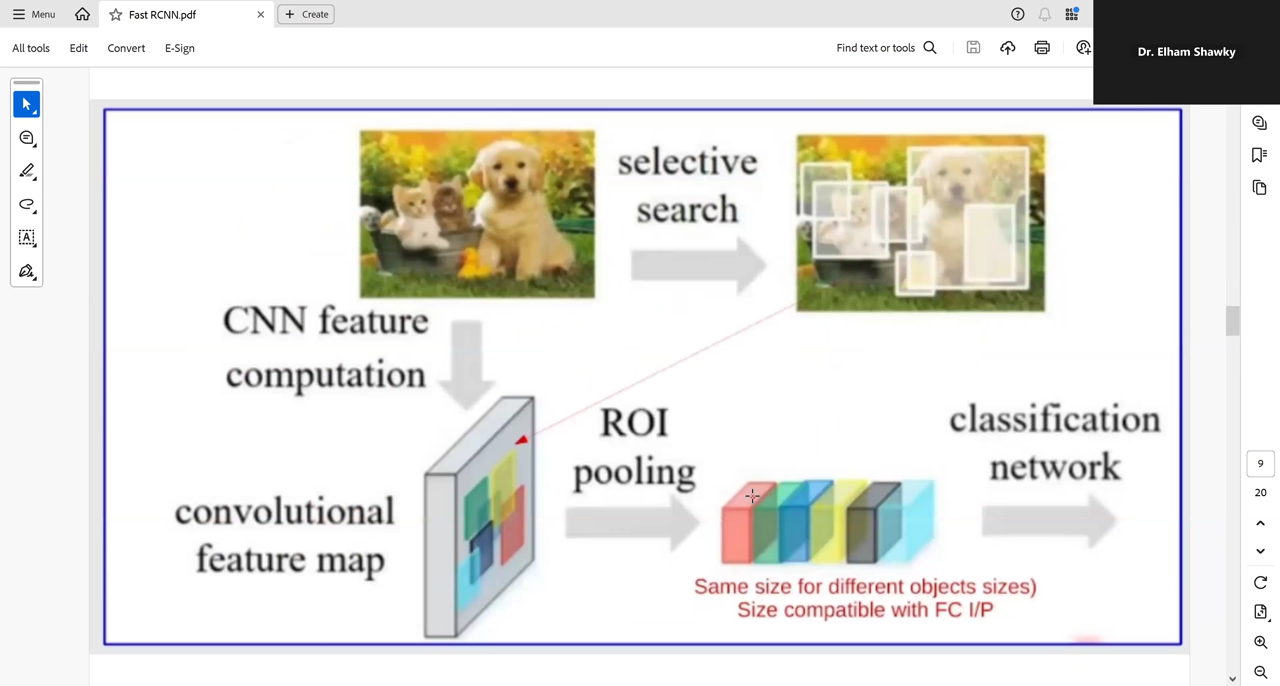 Menu
Fast RCNN.pdf
Create
All tools
Edit
Convert
E-Sign
Find text or tools
Dr. Elham Shawky
selective
search
CNN feature
computation
ROI
pooling
classification
network
convolutional
feature map
Same size for different objects sizes)
Size compatible with FC I/P
9
20